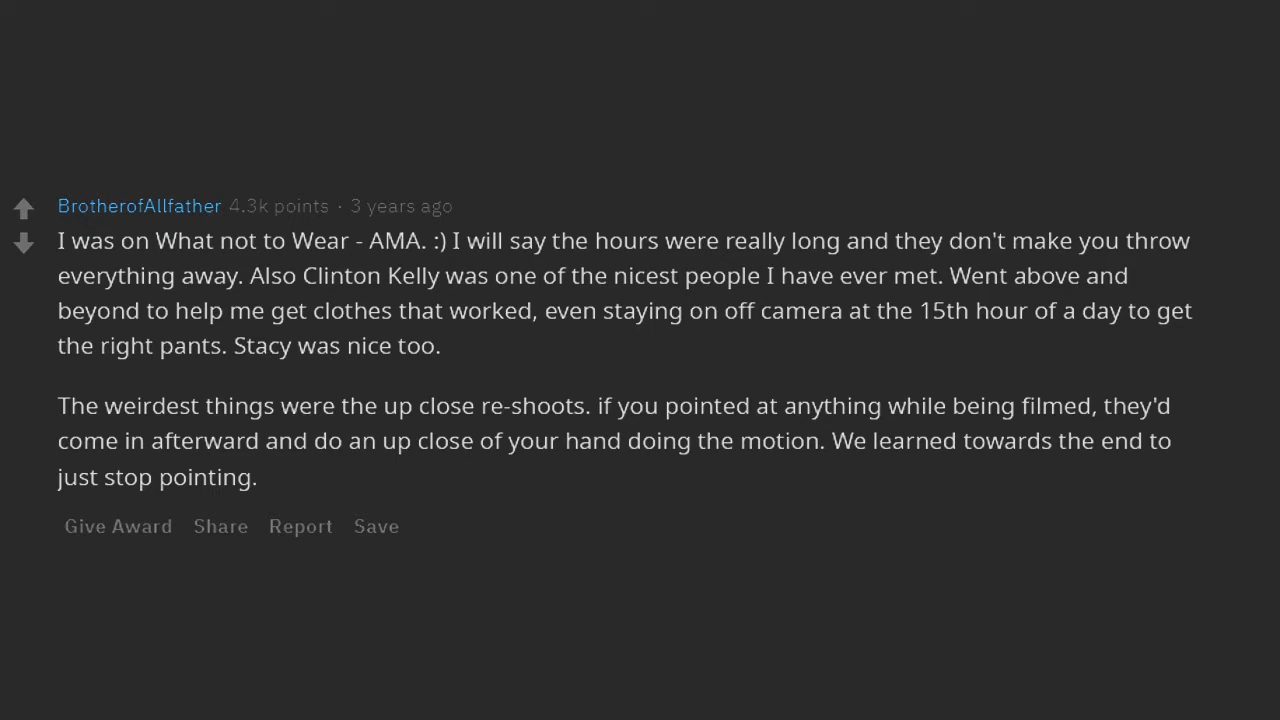 BrotherofAllfather 4.3k points · 3 years ago
I was on What not to Wear - AMA. :) I will say the hours were really long and they don't make you throw
everything away. Also Clinton Kelly was one of the nicest people I have ever met. Went above and
beyond to help me get clothes that worked, even staying on off camera at the 15th hour of a day to get
the right pants. Stacy was nice too.
The weirdest things were the up close re-shoots. if you pointed at anything while being filmed, they'd
come in afterward and do an up close of your hand doing the motion. We learned towards the end to
just stop pointing.
Give Award Share Report Save